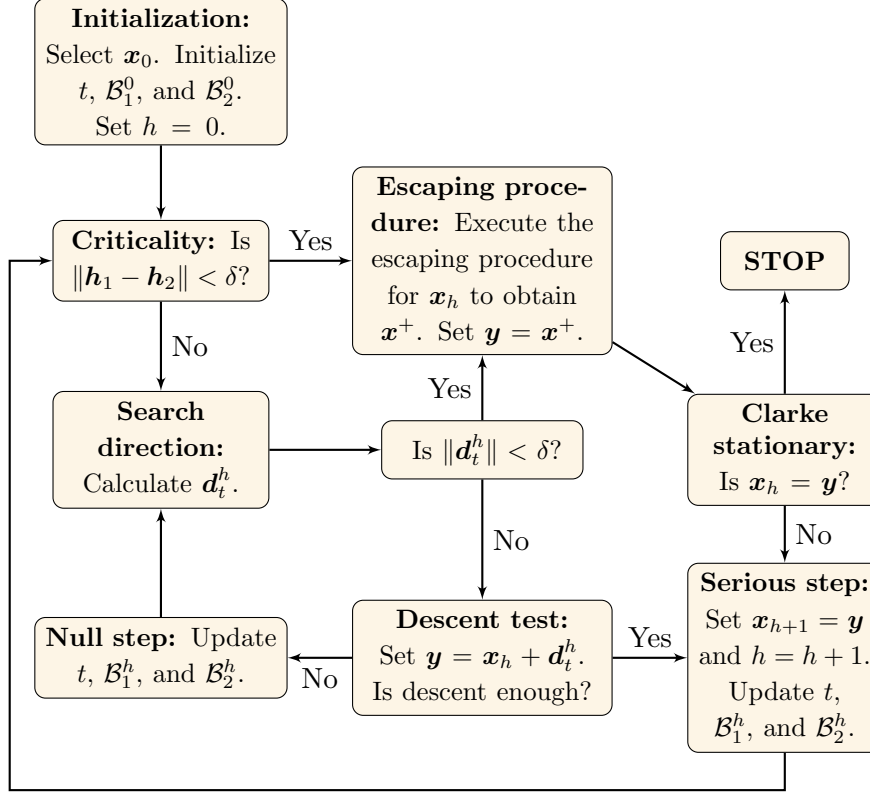 Initialization:
Select 𝒙₀. Initialize
t, ℬ₁⁰, and ℬ₂⁰.
Set h = 0.
Criticality: Is
‖𝒉₁ − 𝒉₂‖ < δ?
Yes
Escaping proce-
dure: Execute the
escaping procedure
for 𝒙ₕ to obtain
𝒙⁺. Set 𝒚 = 𝒙⁺.
STOP
Yes
No
Yes
Search
direction:
Calculate 𝒅ₜʰ.
Is ‖𝒅ₜʰ‖ < δ?
Clarke
stationary:
Is 𝒙ₕ = 𝒚?
No
No
Null step: Update
t, ℬ₁ʰ, and ℬ₂ʰ.
No
Descent test:
Set 𝒚 = 𝒙ₕ + 𝒅ₜʰ.
Is descent enough?
Yes
Serious step:
Set 𝒙ₕ₊₁ = 𝒚
and h = h + 1.
Update t,
ℬ₁ʰ, and ℬ₂ʰ.